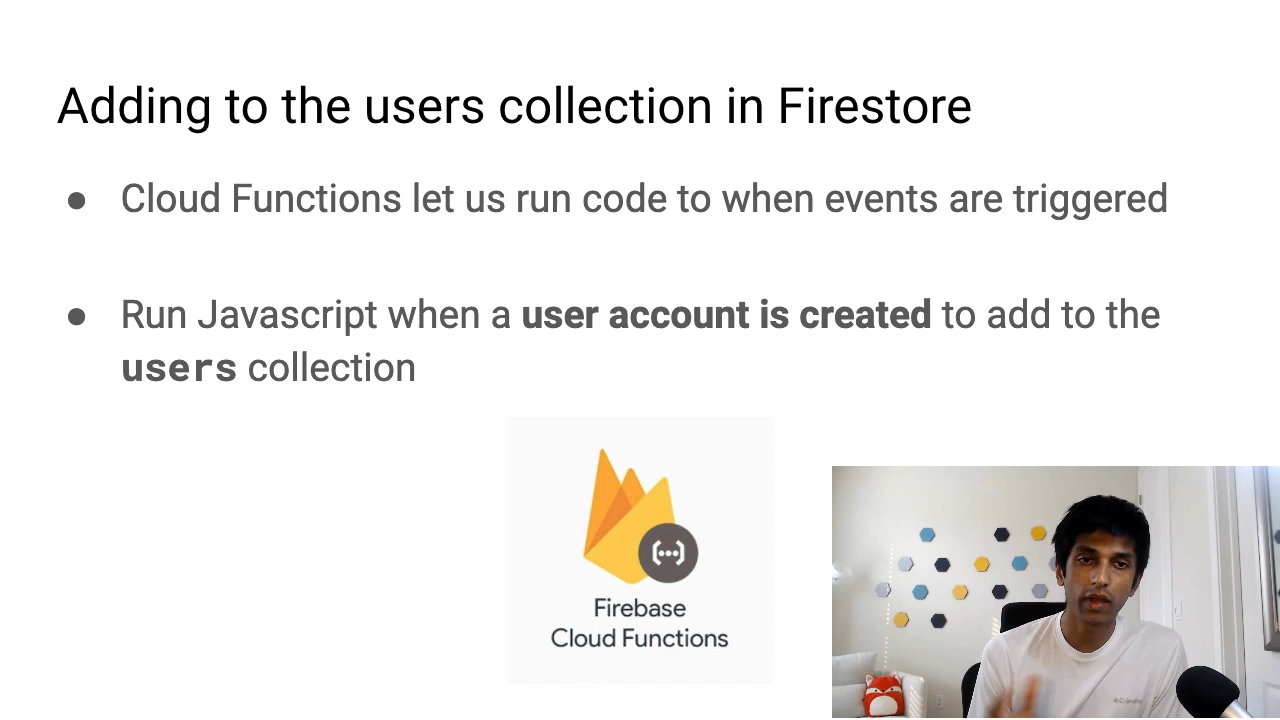 Adding to the users collection in Firestore
● Cloud Functions let us run code to when events are triggered
● Run Javascript when a user account is created to add to the
users collection
Firebase
Cloud Functions
Columbia